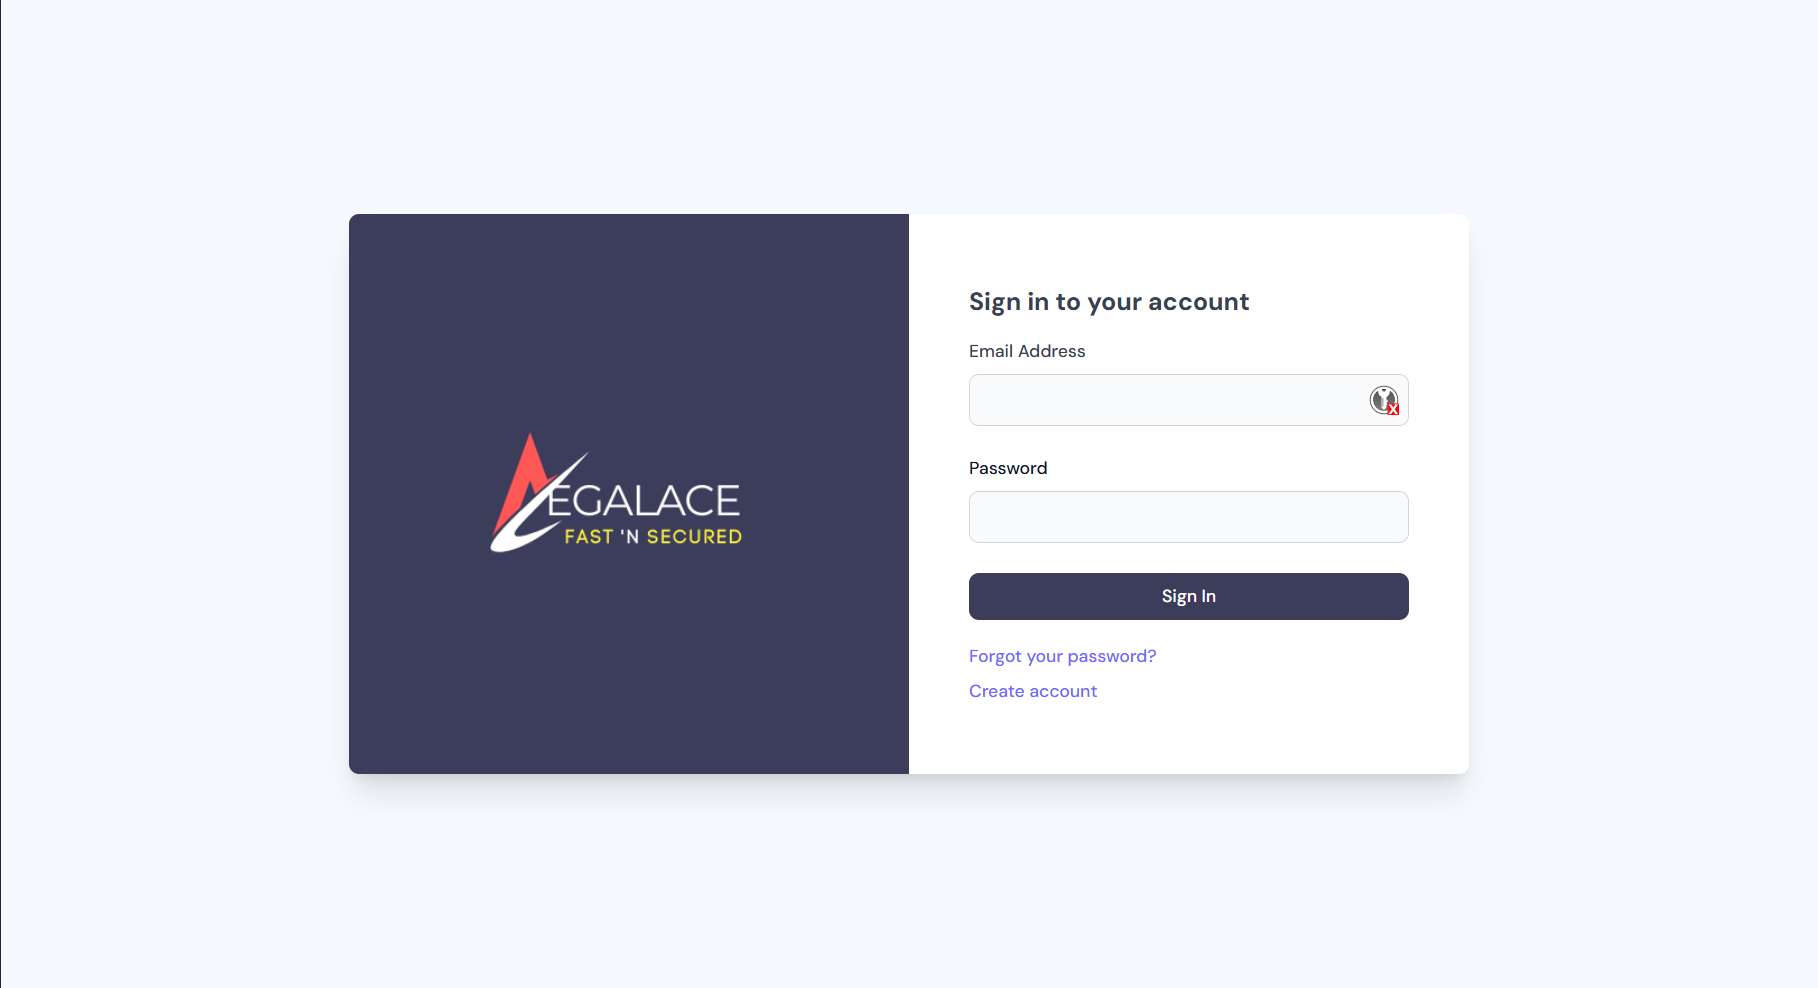 EGALACE
FAST 'N SECURED
Sign in to your account
Email Address
Password
Sign In
Forgot your password?
Create account